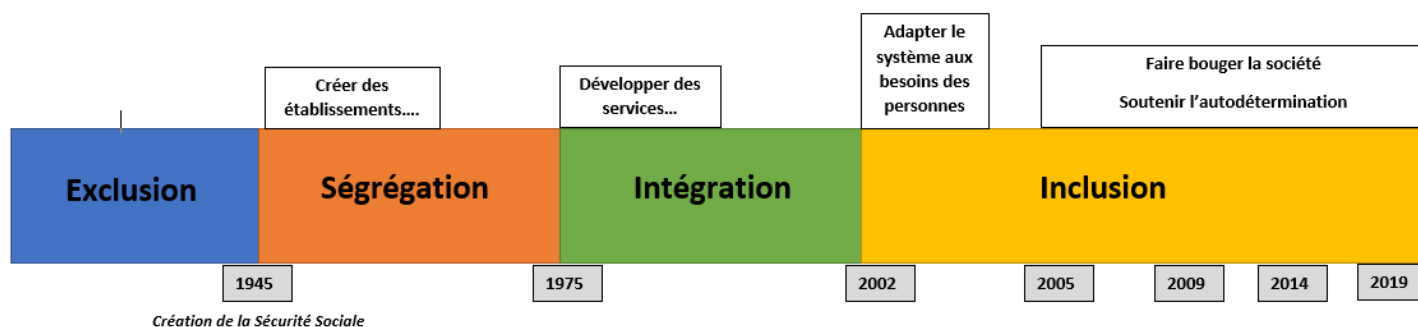 Créer des
établissements....
Développer des
services...
Adapter le
système aux
besoins des
personnes
Faire bouger la société
Soutenir l'autodétermination
Exclusion
Ségrégation
Intégration
Inclusion
1945
1975
2002
2005
2009
2014
2019
Création de la Sécurité Sociale